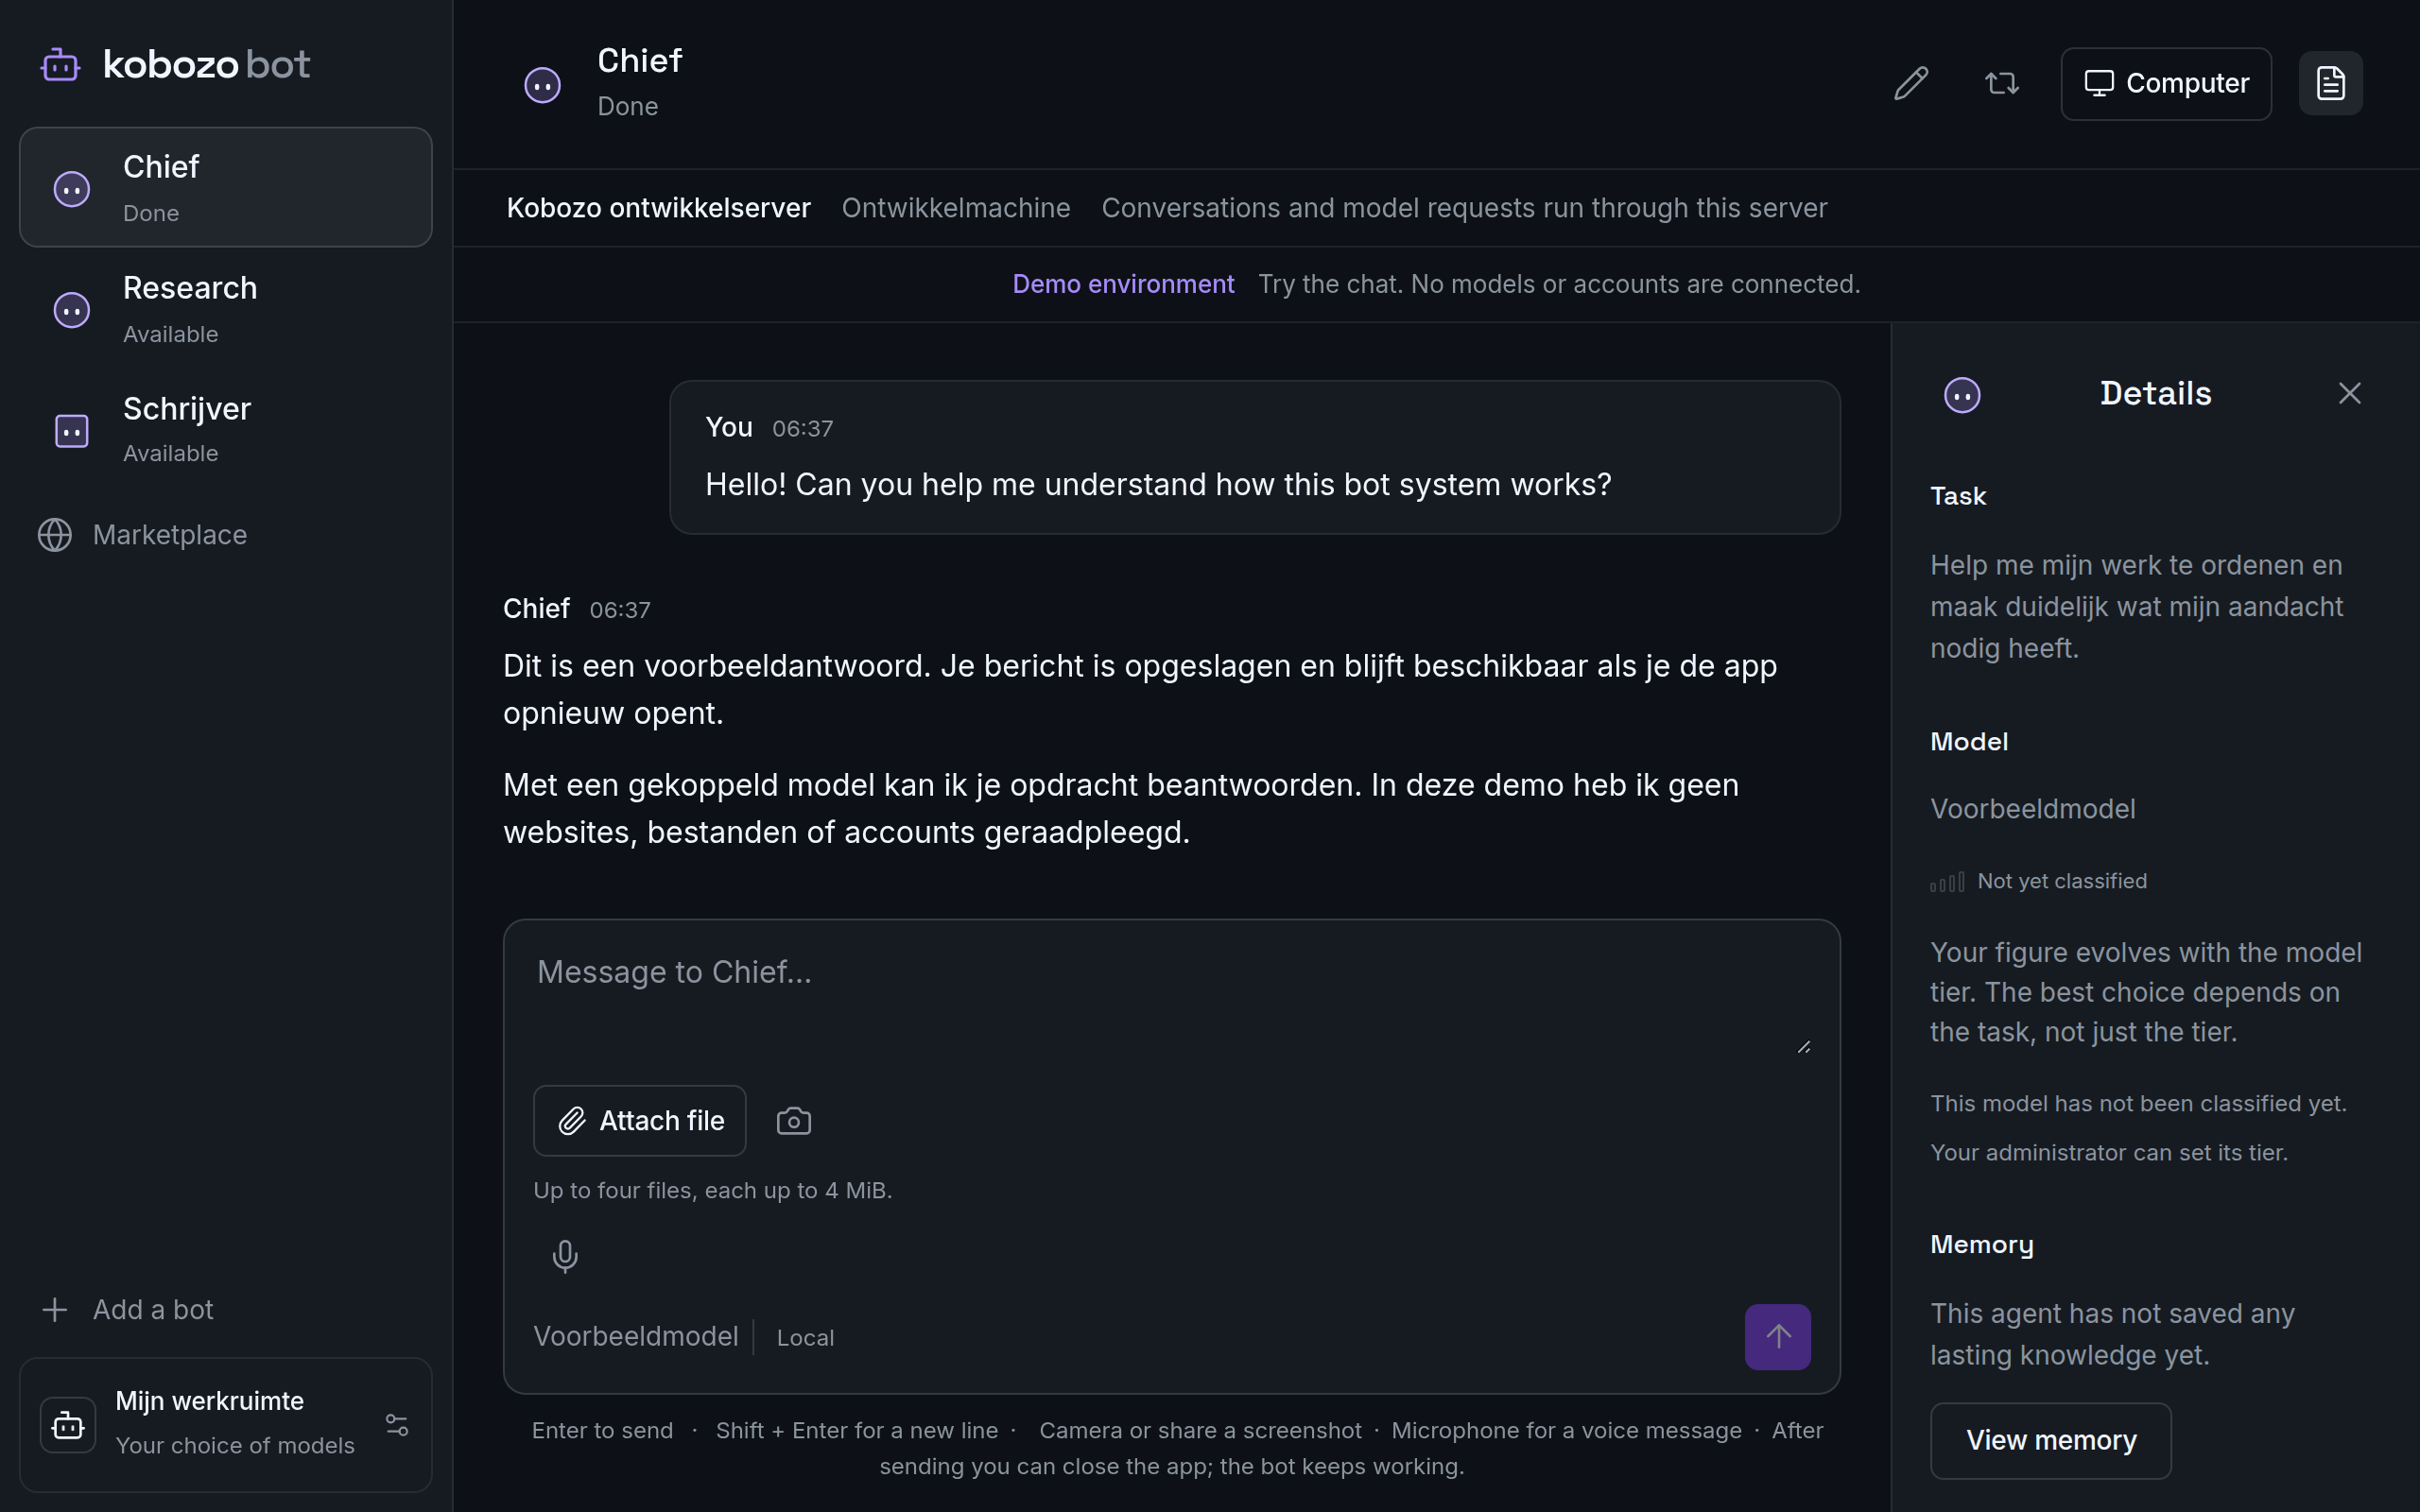 kobozo bot
Chief
Done
Research
Available
Schrijver
Available
Marketplace
Add a bot
Mijn werkruimte
Your choice of models
Chief
Done
Computer
Kobozo ontwikkelserver Ontwikkelmachine Conversations and model requests run through this server
Demo environment Try the chat. No models or accounts are connected.
You 06:37
Hello! Can you help me understand how this bot system works?
Chief 06:37
Dit is een voorbeeldantwoord. Je bericht is opgeslagen en blijft beschikbaar als je de app
opnieuw opent.
Met een gekoppeld model kan ik je opdracht beantwoorden. In deze demo heb ik geen
websites, bestanden of accounts geraadpleegd.
Message to Chief...
Attach file
Up to four files, each up to 4 MiB.
Voorbeeldmodel Local
Enter to send · Shift + Enter for a new line · Camera or share a screenshot · Microphone for a voice message · After
sending you can close the app; the bot keeps working.
Details
Task
Help me mijn werk te ordenen en
maak duidelijk wat mijn aandacht
nodig heeft.
Model
Voorbeeldmodel
Not yet classified
Your figure evolves with the model
tier. The best choice depends on
the task, not just the tier.
This model has not been classified yet.
Your administrator can set its tier.
Memory
This agent has not saved any
lasting knowledge yet.
View memory